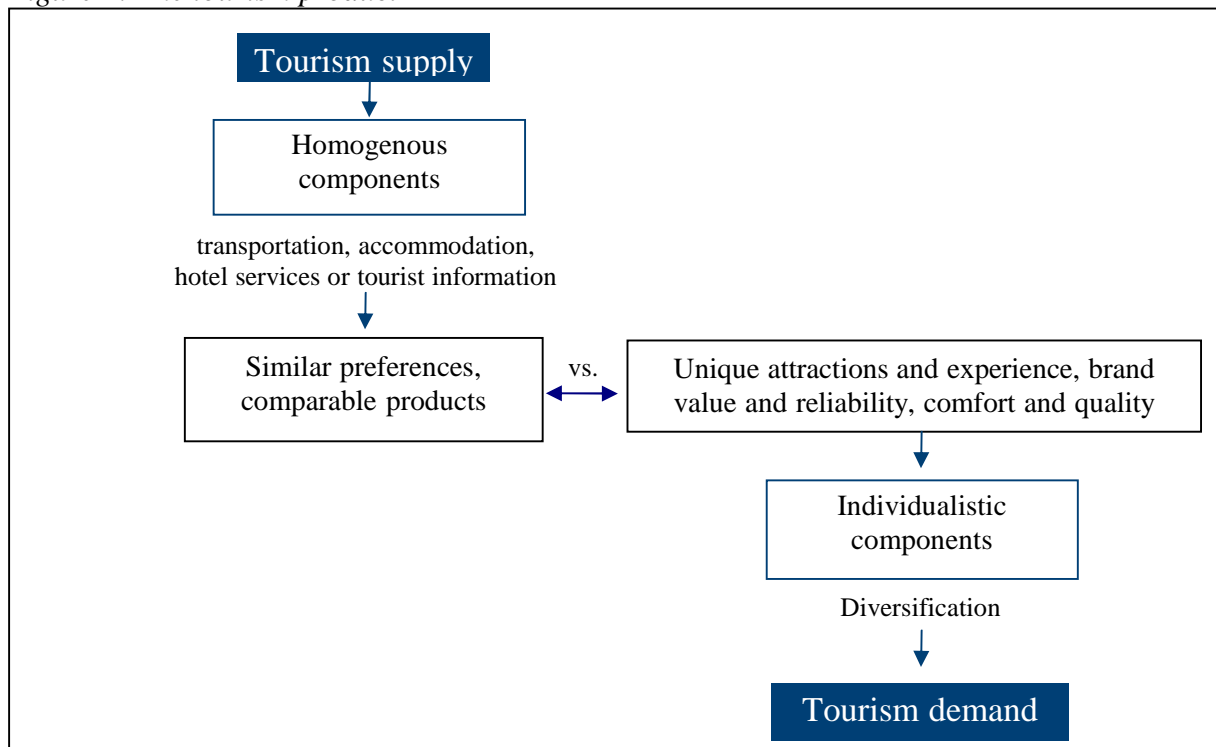 Tourism supply
Homogenous
components
transportation, accommodation,
hotel services or tourist information
Similar preferences,
comparable products
vs.
Unique attractions and experience, brand
value and reliability, comfort and quality
Individualistic
components
Diversification
Tourism demand